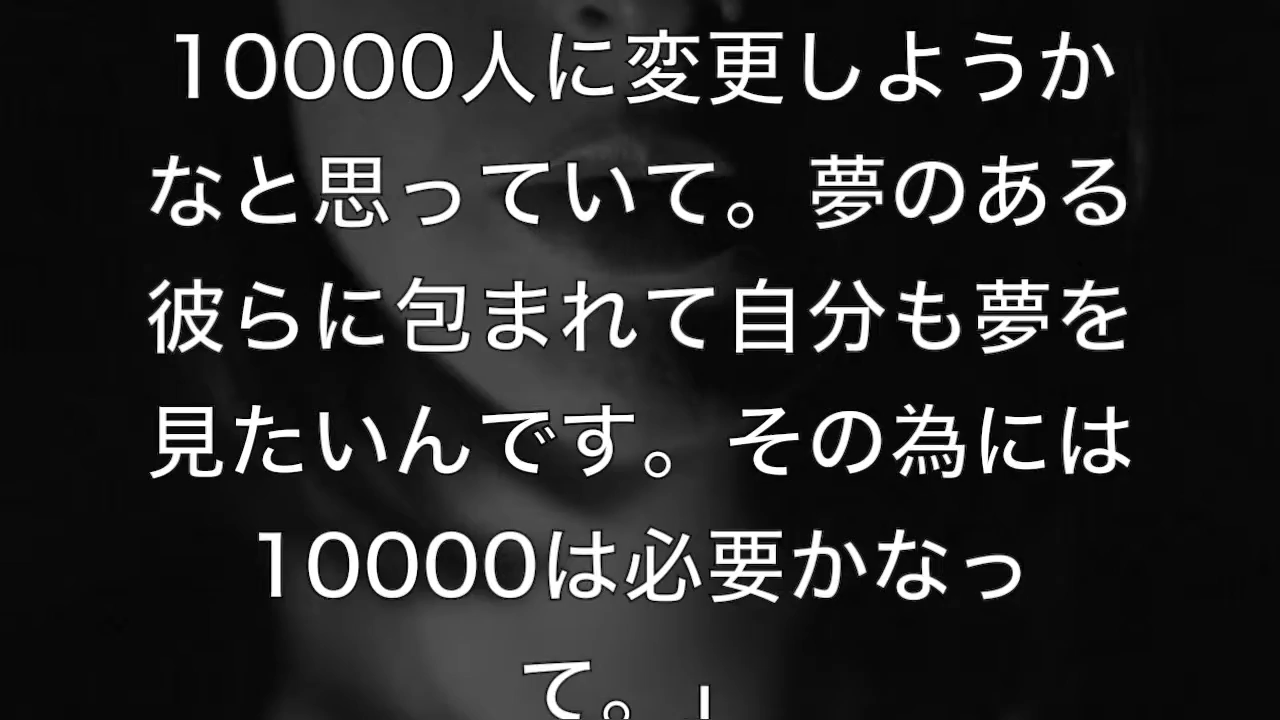 10000人に変更しようか
なと思っていて。夢のある
彼らに包まれて自分も夢を
見たいんです。その為には
10000は必要かなっ
て。」